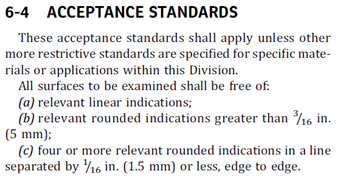 6-4 ACCEPTANCE STANDARDS
These acceptance standards shall apply unless other
more restrictive standards are specified for specific mate-
rials or applications within this Division.
All surfaces to be examined shall be free of:
(a) relevant linear indications;
(b) relevant rounded indications greater than 3/16 in.
(5 mm);
(c) four or more relevant rounded indications in a line
separated by 1/16 in. (1.5 mm) or less, edge to edge.